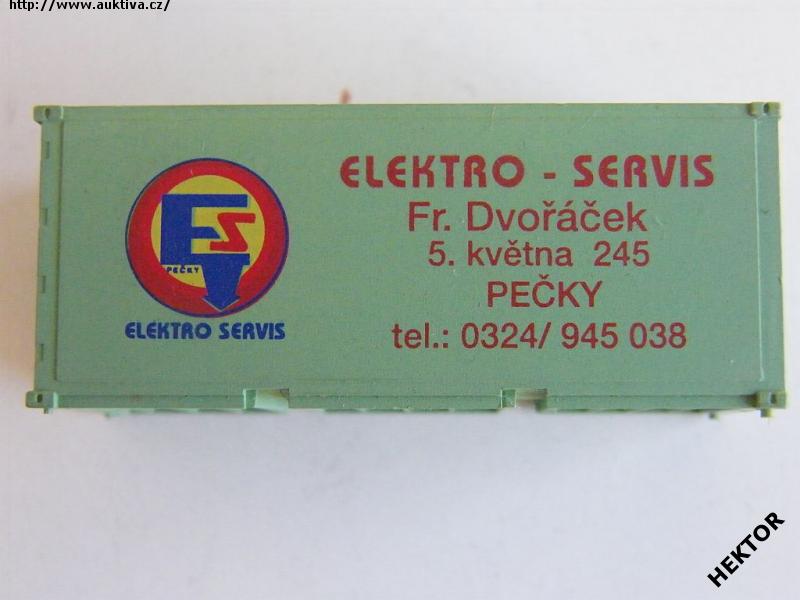 http://www.auktiva.cz/
ELEKTRO - SERVIS
Fr. Dvořáček
5. května 245
PEČKY
tel.: 0324/ 945 038
ES
PEČKY
ELEKTRO SERVIS
HEKTOR